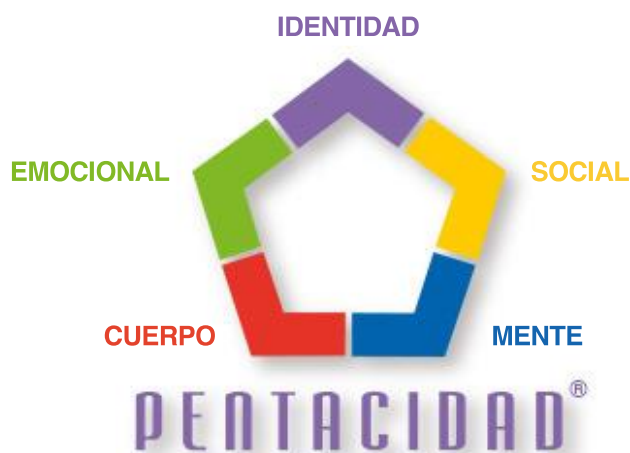 IDENTIDAD
EMOCIONAL
SOCIAL
CUERPO
MENTE
PENTACIDAD®